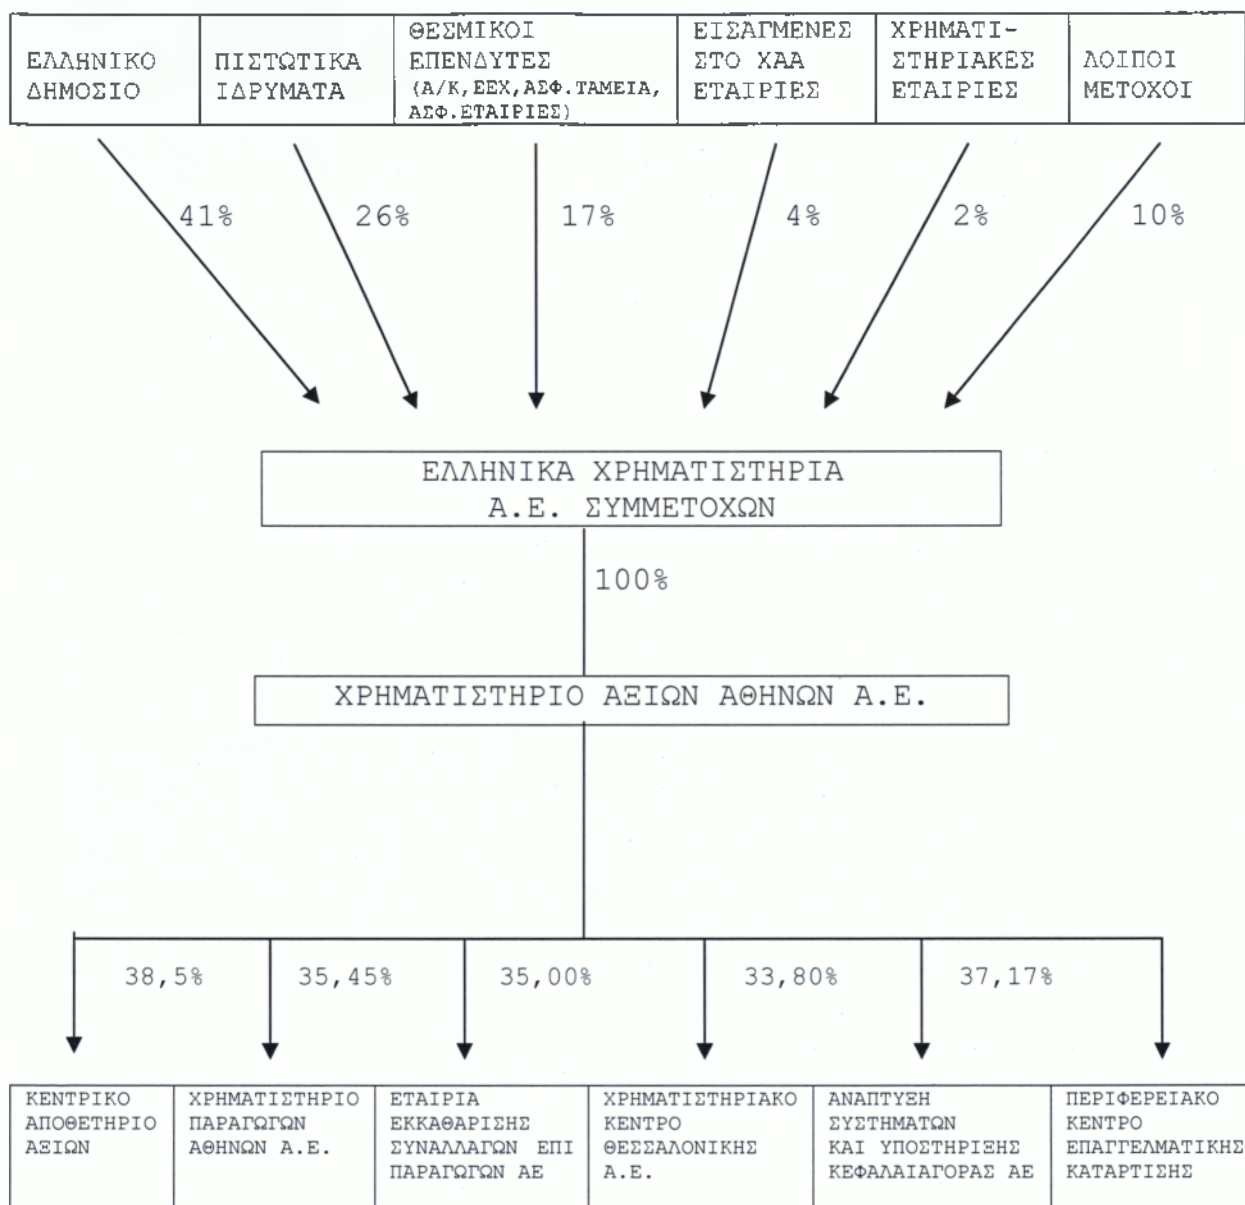 ΕΛΛΗΝΙΚΟ
ΔΗΜΟΣΙΟ
ΠΙΣΤΩΤΙΚΑ
ΙΔΡΥΜΑΤΑ
ΘΕΣΜΙΚΟΙ
ΕΠΕΝΔΥΤΕΣ
(Α/Κ,ΕΕΧ,ΑΣΦ.ΤΑΜΕΙΑ,
ΑΣΦ.ΕΤΑΙΡΙΕΣ)
ΕΙΣΑΓΜΕΝΕΣ
ΣΤΟ ΧΑΑ
ΕΤΑΙΡΙΕΣ
ΧΡΗΜΑΤΙ-
ΣΤΗΡΙΑΚΕΣ
ΕΤΑΙΡΙΕΣ
ΛΟΙΠΟΙ
ΜΕΤΟΧΟΙ
41%
26%
17%
4%
2%
10%
ΕΛΛΗΝΙΚΑ ΧΡΗΜΑΤΙΣΤΗΡΙΑ
Α.Ε. ΣΥΜΜΕΤΟΧΩΝ
100%
ΧΡΗΜΑΤΙΣΤΗΡΙΟ ΑΞΙΩΝ ΑΘΗΝΩΝ Α.Ε.
38,5%
35,45%
35,00%
33,80%
37,17%
ΚΕΝΤΡΙΚΟ
ΑΠΟΘΕΤΗΡΙΟ
ΑΞΙΩΝ
ΧΡΗΜΑΤΙΣΤΗΡΙΟ
ΠΑΡΑΓΩΓΩΝ
ΑΘΗΝΩΝ Α.Ε.
ΕΤΑΙΡΙΑ
ΕΚΚΑΘΑΡΙΣΗΣ
ΣΥΝΑΛΛΑΓΩΝ ΕΠΙ
ΠΑΡΑΓΩΓΩΝ ΑΕ
ΧΡΗΜΑΤΙΣΤΗΡΙΑΚΟ
ΚΕΝΤΡΟ
ΘΕΣΣΑΛΟΝΙΚΗΣ
Α.Ε.
ΑΝΑΠΤΥΞΗ
ΣΥΣΤΗΜΑΤΩΝ
ΚΑΙ ΥΠΟΣΤΗΡΙΞΗΣ
ΚΕΦΑΛΑΙΑΓΟΡΑΣ ΑΕ
ΠΕΡΙΦΕΡΕΙΑΚΟ
ΚΕΝΤΡΟ
ΕΠΑΓΓΕΛΜΑΤΙΚΗΣ
ΚΑΤΑΡΤΙΣΗΣ